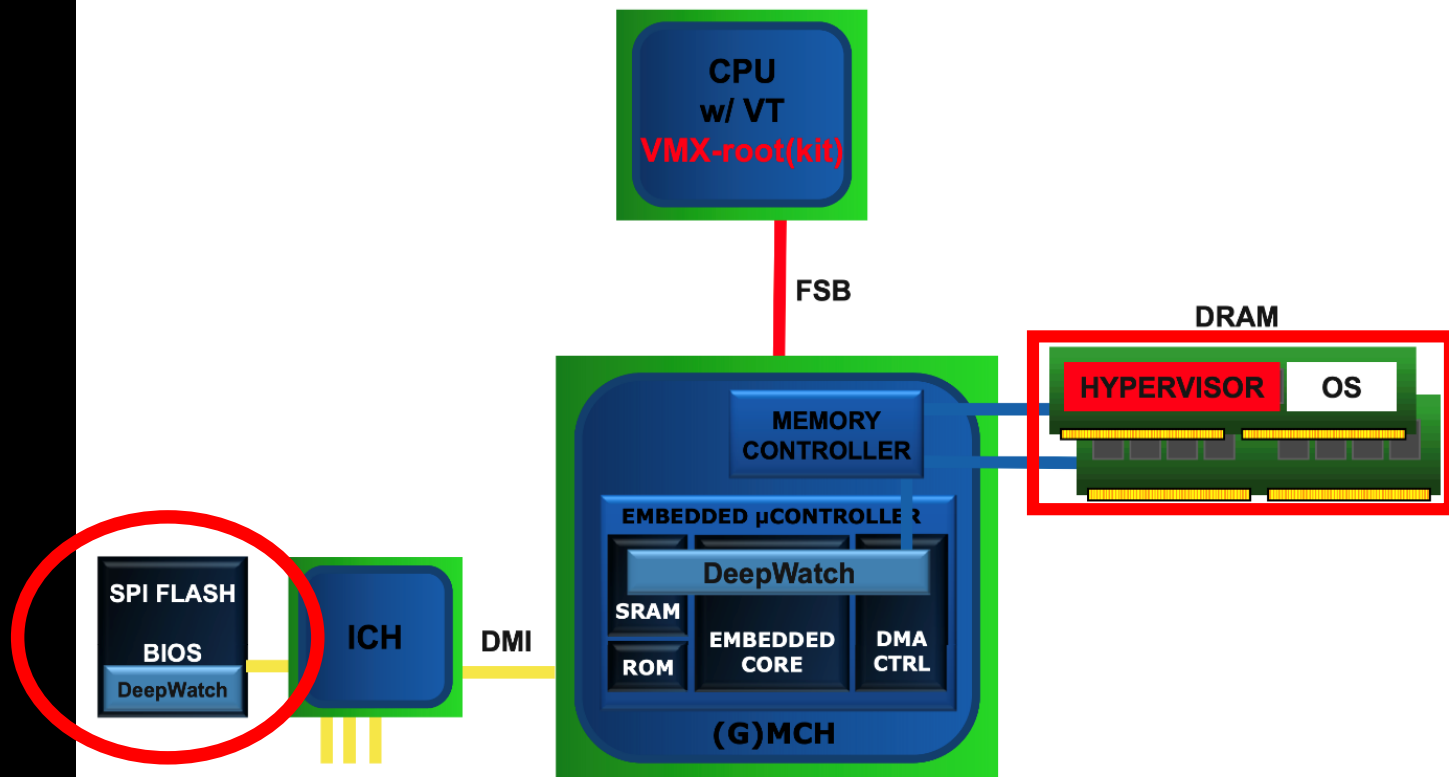 CPU
w/ VT
VMX-root(kit)
FSB
DRAM
HYPERVISOR
OS
MEMORY
CONTROLLER
EMBEDDED µCONTROLLER
DeepWatch
SRAM
ROM
EMBEDDED
CORE
DMA
CTRL
(G)MCH
SPI FLASH
BIOS
DeepWatch
ICH
DMI